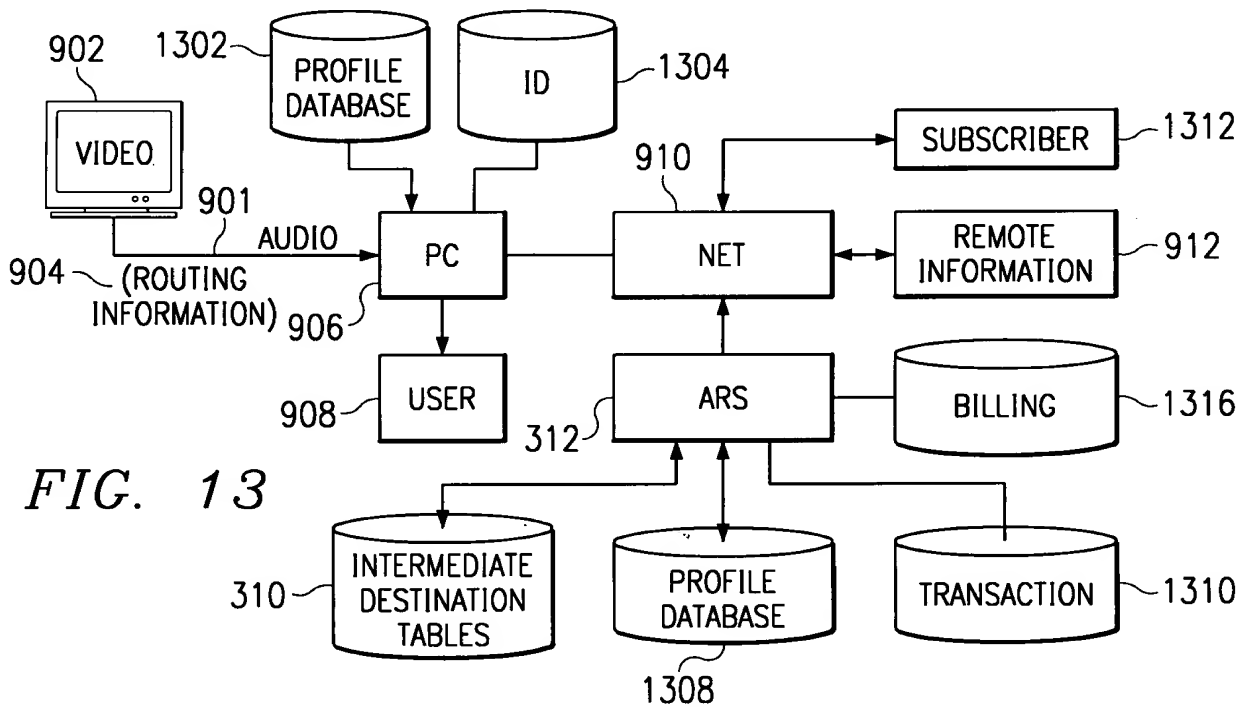 1302
PROFILE
DATABASE
ID
1304
902
VIDEO
901
AUDIO
904
(ROUTING
INFORMATION)
PC
906
USER
908
910
NET
SUBSCRIBER
1312
REMOTE
INFORMATION
912
ARS
312
BILLING
1316
FIG. 13
310
INTERMEDIATE
DESTINATION
TABLES
PROFILE
DATABASE
1308
TRANSACTION
1310